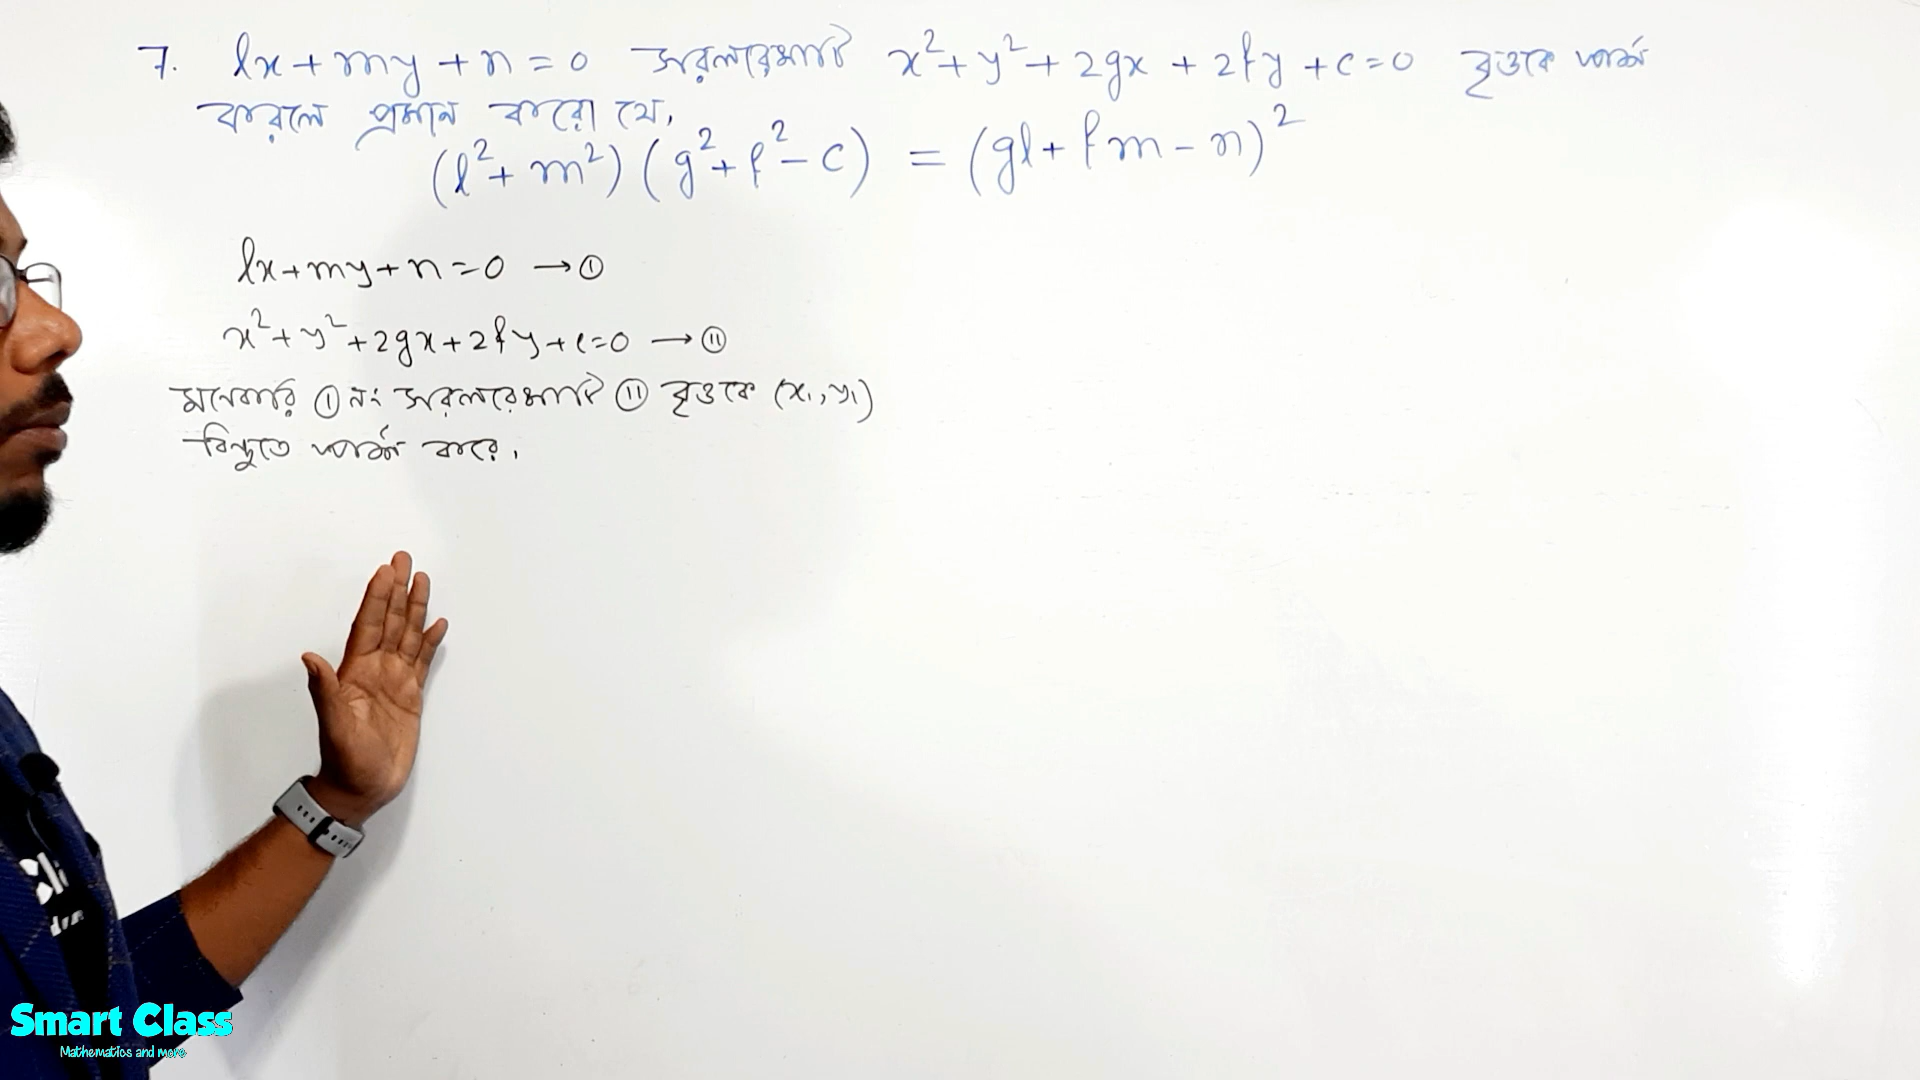 7. lx + my + n = 0 সরলরেখাটি x² + y² + 2gx + 2fy + c = 0 বৃত্তকে স্পর্শ
করলে প্রমাণ করো যে,
(l² + m²) (g² + f² - c) = (gl + fm - n)²
lx + my + n = 0 → ①
x² + y² + 2gx + 2fy + c = 0 → ⑪
মনেকরি ① নং সরলরেখাটি ⑪ বৃত্তকে (x₁, y₁)
বিন্দুতে স্পর্শ করে।
Smart Class
Mathematics and more